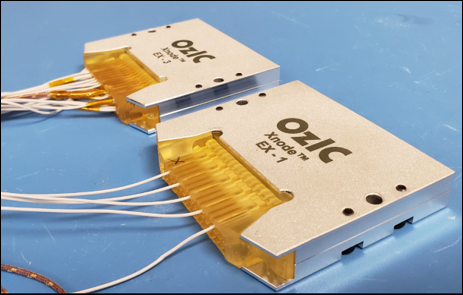 OzIC
Xnode™
EX-3
OzIC
Xnode™
EX-1
X